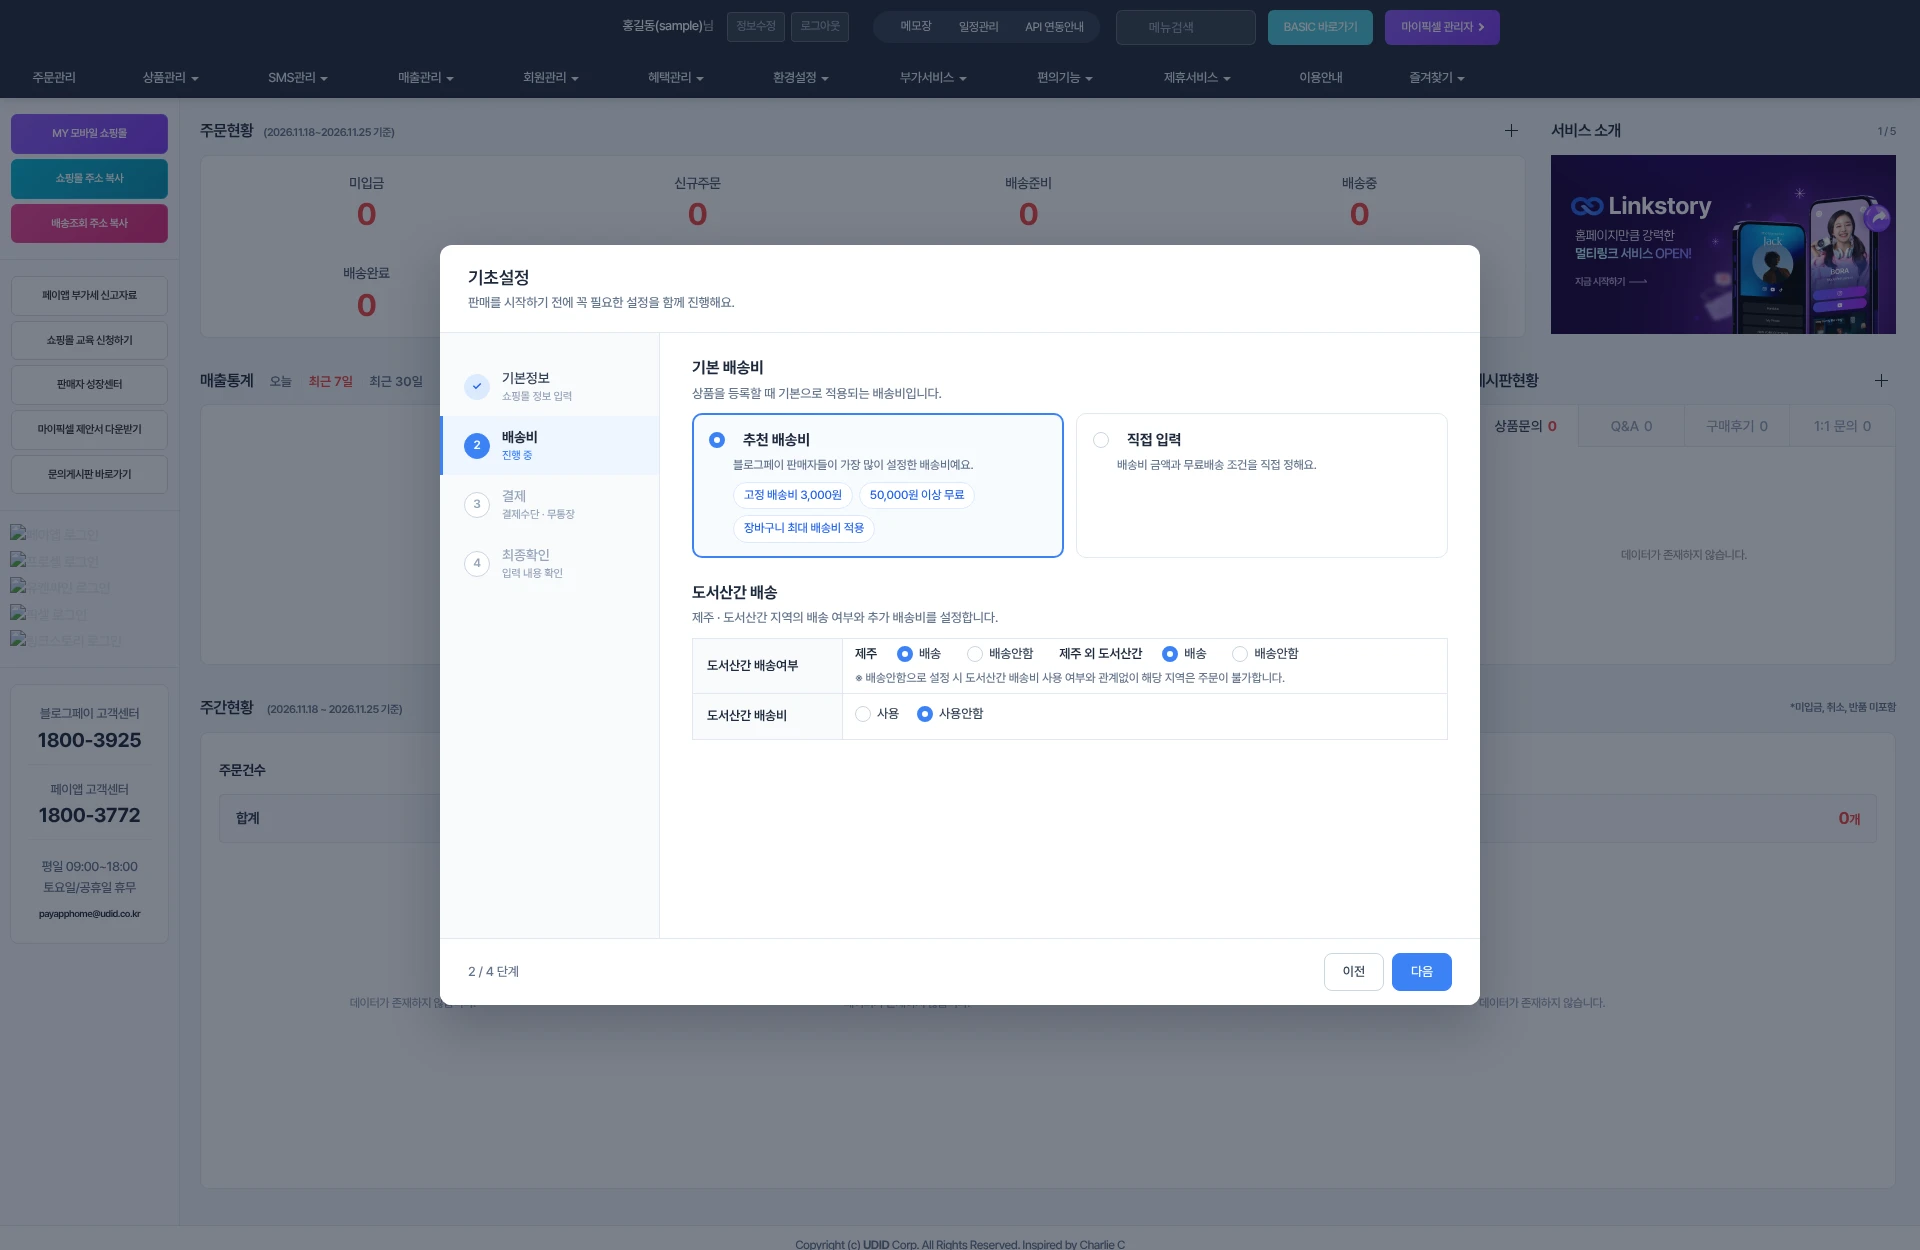 홍길동(sample)님 정보수정 로그아웃 메모장 일정관리 API 연동안내 메뉴검색 BASIC 바로가기 마이픽셀 관리자
주문관리 상품관리 SMS관리 매출관리 회원관리 혜택관리 환경설정 부가서비스 편의기능 제휴서비스 이용안내 즐겨찾기
MY 모바일 쇼핑몰
쇼핑몰 주소 복사
배송조회 주소 복사
페이앱 부가세 신고자료
쇼핑몰 교육 신청하기
판매자 성장센터
마이픽셀 제안서 다운받기
문의게시판 바로가기
페이앱 로그인
블로그페이 고객센터
1800-3925
페이앱 고객센터
1800-3772
평일 09:00~18:00
토요일/공휴일 휴무
payapphome@udid.co.kr
주문현황 (2026.11.18~2026.11.25 기준)
미입금 신규주문 배송준비 배송중
0 0 0 0
배송완료
0
서비스 소개 1 / 5
Linkstory
홈페이지만큼 강력한
멀티링크 서비스 OPEN!
지금 시작하기
Jack
BORA
매출통계 오늘 최근 7일 최근 30일
게시판현황
상품문의 0 Q&A 0 구매후기 0 1:1 문의 0
데이터가 존재하지 않습니다.
주간현황 (2026.11.18 ~ 2026.11.25 기준)
*미입금, 취소, 반품 미포함
주문건수
합계
0개
데이터가 존재하지
데이터가 존재하지 않습니다.
기초설정
판매를 시작하기 전에 꼭 필요한 설정을 함께 진행해요.
기본정보
쇼핑몰 정보 입력
2 배송비
진행 중
3 결제
결제수단 · 무통장
4 최종확인
입력 내용 확인
기본 배송비
상품을 등록할 때 기본으로 적용되는 배송비입니다.
추천 배송비
블로그페이 판매자들이 가장 많이 설정한 배송비예요.
고정 배송비 3,000원 50,000원 이상 무료
장바구니 최대 배송비 적용
직접 입력
배송비 금액과 무료배송 조건을 직접 정해요.
도서산간 배송
제주 · 도서산간 지역의 배송 여부와 추가 배송비를 설정합니다.
도서산간 배송여부 제주 배송 배송안함 제주 외 도서산간 배송 배송안함
※ 배송안함으로 설정 시 도서산간 배송비 사용 여부와 관계없이 해당 지역은 주문이 불가합니다.
도서산간 배송비 사용 사용안함
2 / 4 단계 이전 다음
Copyright (c) UDID Corp. All Rights Reserved. Inspired by Charlie C